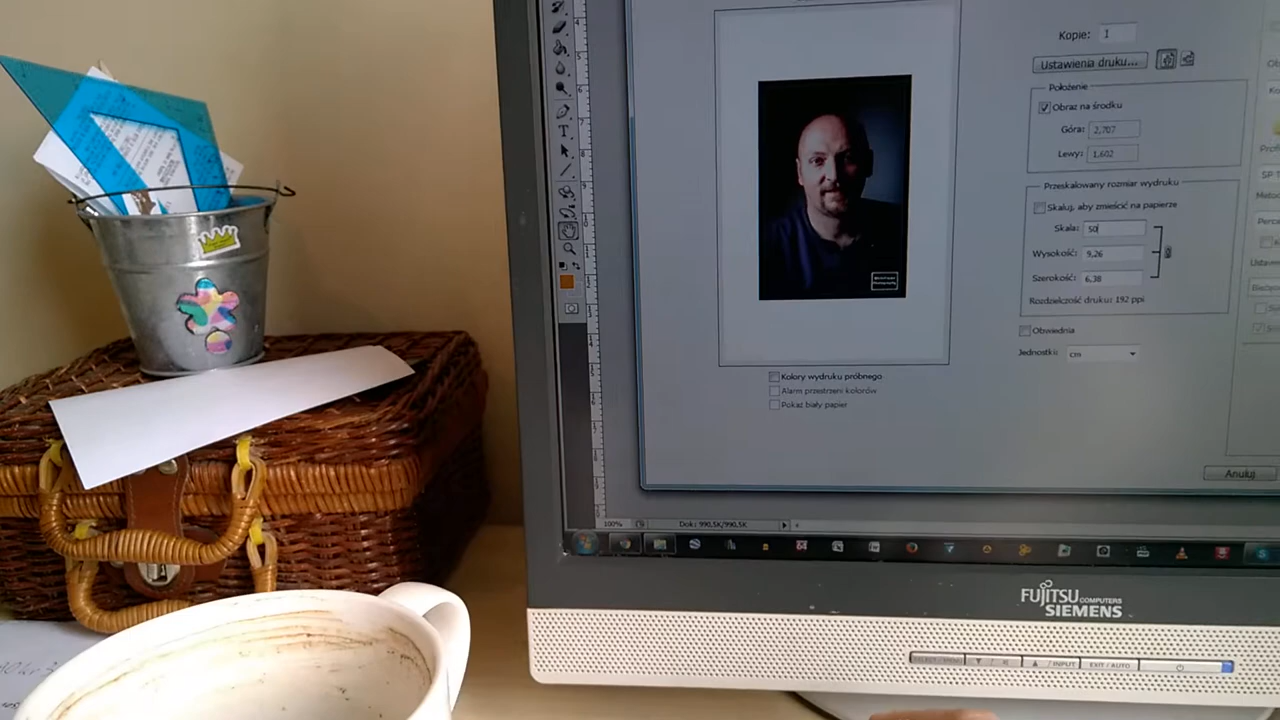 Kopie: 1
Ustawienia druku...
Położenie
Obraz na środku
Góra: 2,707
Lewy: 1,602
Przeskalowany rozmiar wydruku
Skaluj, aby zmieścić na papierze
Skala: 50
Wysokość: 9,26
Szerokość: 6,38
Rozdzielczość druku: 192 ppi
Obwiednia
Jednostki: cm
Kolory wydruku próbnego
Alarm przestrzeni kolorów
Pokaż biały papier
Anuluj
100%
Dok: 990,5K/990,5K
FUJITSU COMPUTERS
SIEMENS
/ INPUT
EXIT / AUTO